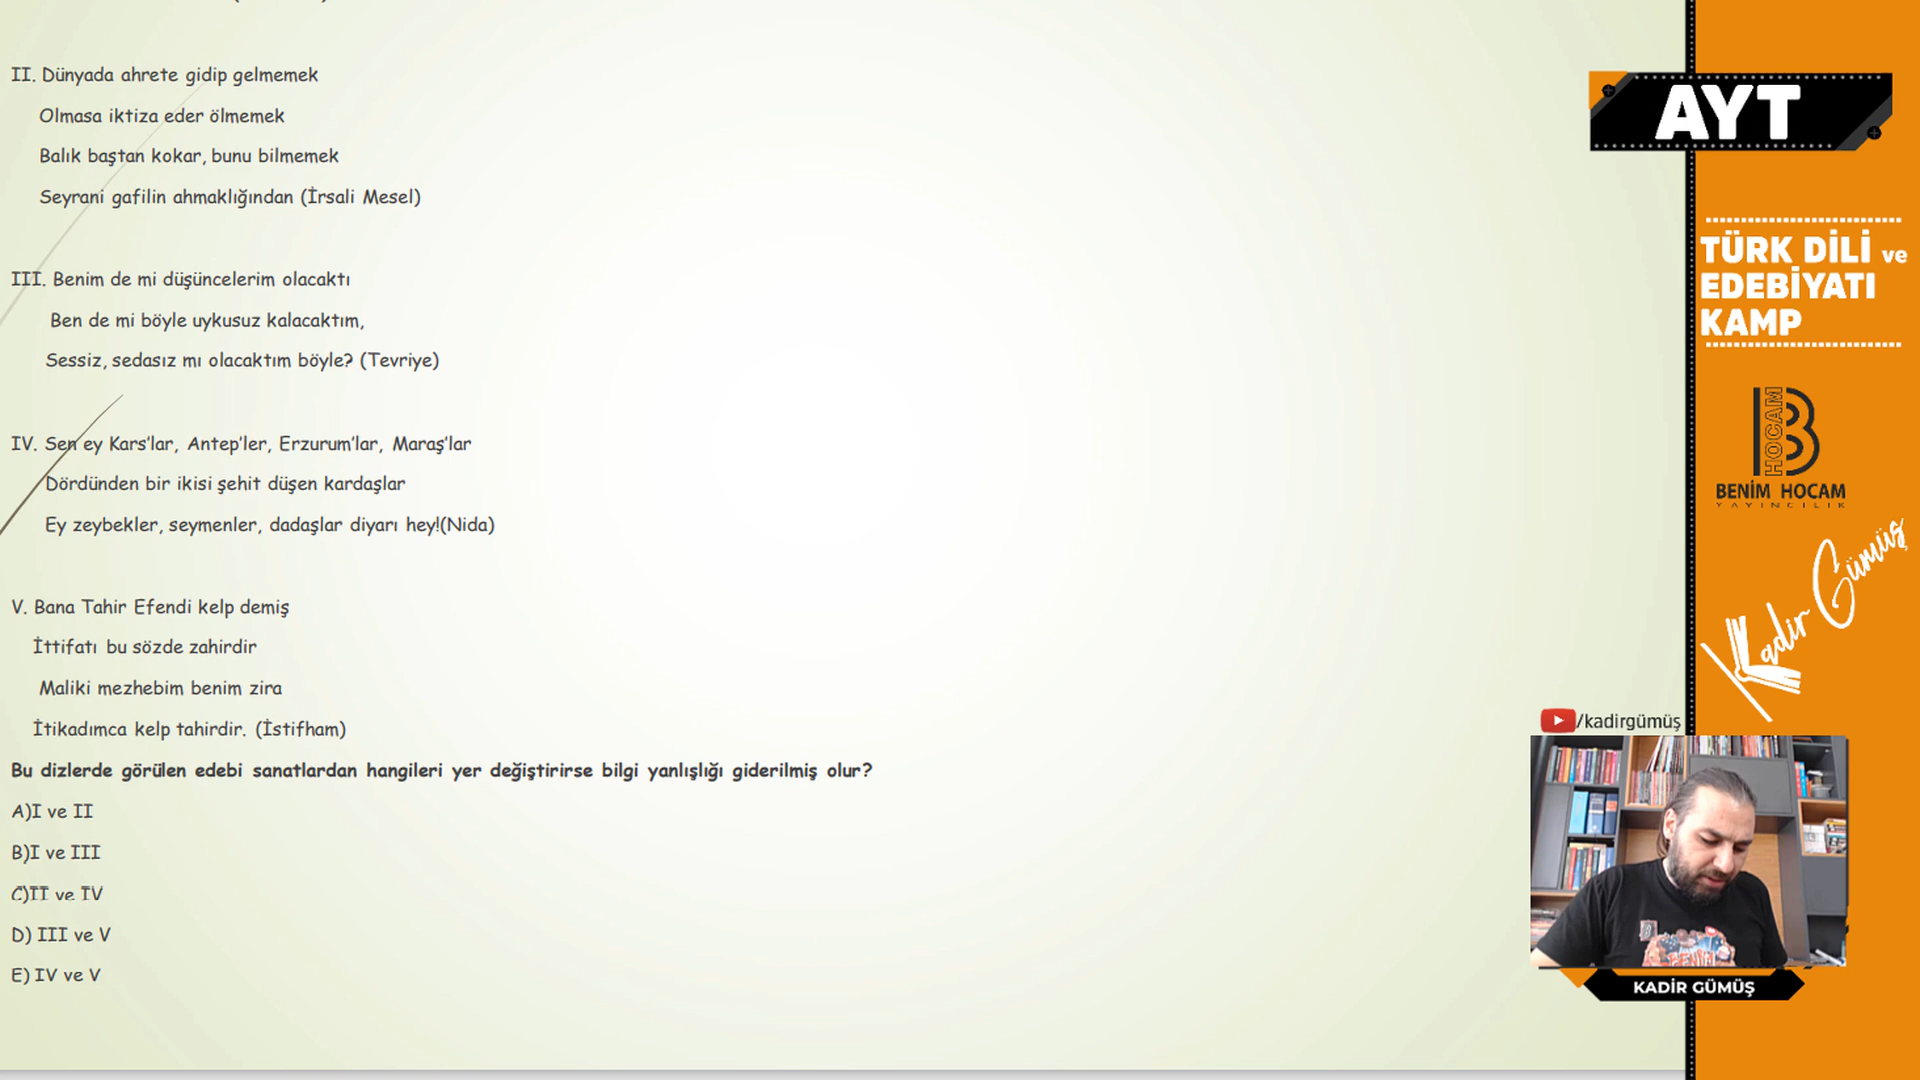 II. Dünyada ahrete gidip gelmemek
Olmasa iktiza eder ölmemek
Balık baştan kokar, bunu bilmemek
Seyrani gafilin ahmaklığından (İrsali Mesel)
III. Benim de mi düşüncelerim olacaktı
Ben de mi böyle uykusuz kalacaktım,
Sessiz, sedasız mı olacaktım böyle? (Tevriye)
IV. Sen ey Kars'lar, Antep'ler, Erzurum'lar, Maraş'lar
Dördünden bir ikisi şehit düşen kardaşlar
Ey zeybekler, seymenler, dadaşlar diyarı hey!(Nida)
V. Bana Tahir Efendi kelp demiş
İttifatı bu sözde zahirdir
Maliki mezhebim benim zira
İtikadımca kelp tahirdir. (İstifham)
Bu dizlerde görülen edebi sanatlardan hangileri yer değiştirirse bilgi yanlışlığı giderilmiş olur?
A)I ve II
B)I ve III
C)II ve IV
D) III ve V
E) IV ve V
AYT
TÜRK DİLİ ve
EDEBİYATI
KAMP
HOCAM
B
BENİM HOCAM
YAYINCILIK
Kadir Gümüş
/kadirgümüş
KADİR GÜMÜŞ